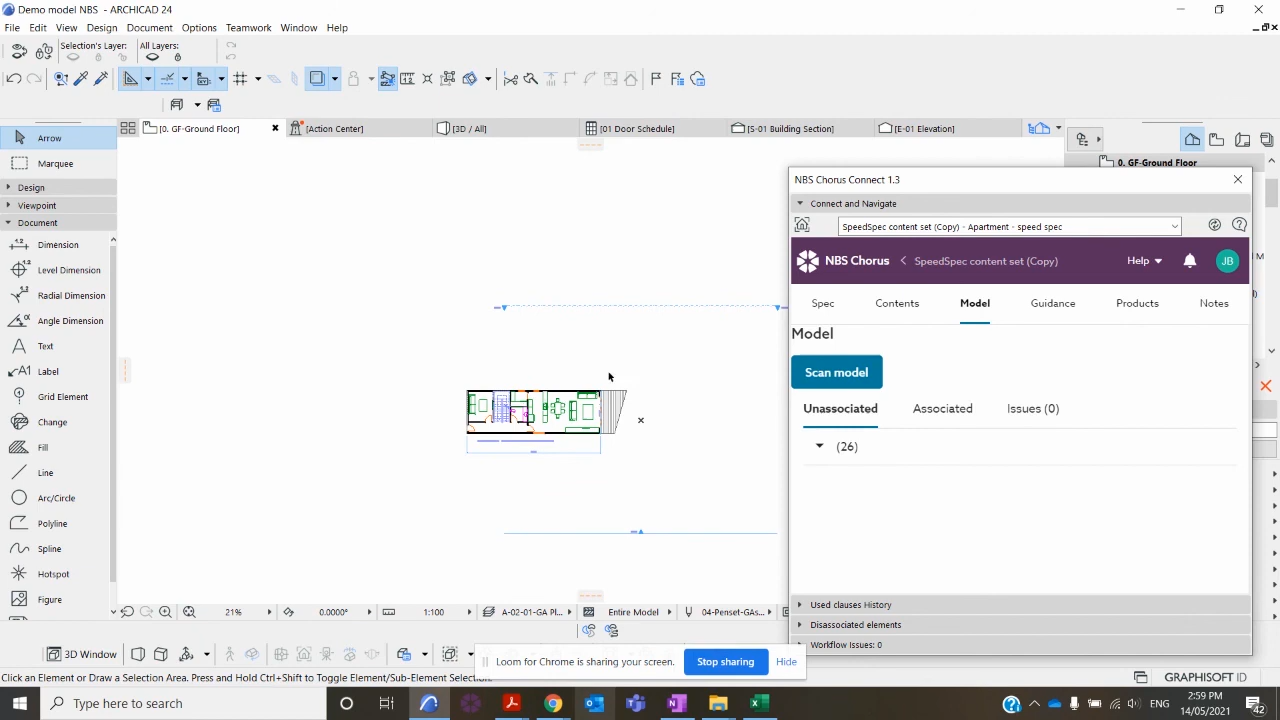 Demo model NBS - ARCHICAD 24
File Edit View Design Document Options Teamwork Window Help
Selection's Layer:
All Layers:
[0. GF-Ground Floor]
[Action Center]
[3D / All]
[01 Door Schedule]
[S-01 Building Section]
[E-01 Elevation]
Arrow
Marquee
Design
Viewpoint
Document
Dimension
Level Dimension
Radial Dimension
Angle Dimension
Text
A1 Label
Grid Element
Change
Fill
Line
Arc/Circle
Polyline
Spline
Hotspot
Figure
0. GF-Ground Floor
NBS Chorus Connect 1.3
Connect and Navigate
SpeedSpec content set (Copy) - Apartment - speed spec
NBS Chorus
SpeedSpec content set (Copy)
Help
JB
Spec Contents Model Guidance Products Notes
Model
Scan model
Unassociated Associated Issues (0)
(26)
Used clauses History
Disassociated elements
Workflow Issues: 0
21%
0.0000°
1:100
A-02-01-GA Pl...
Entire Model
04-Penset-GAs...
3D Window
Loom for Chrome is sharing your screen.
Stop sharing
Hide
Click an Element or Draw a Selection Area. Press and Hold Ctrl+Shift to Toggle Element/Sub-Element Selection.
GRAPHISOFT ID
Type here to search
2:59 PM
14/05/2021
42